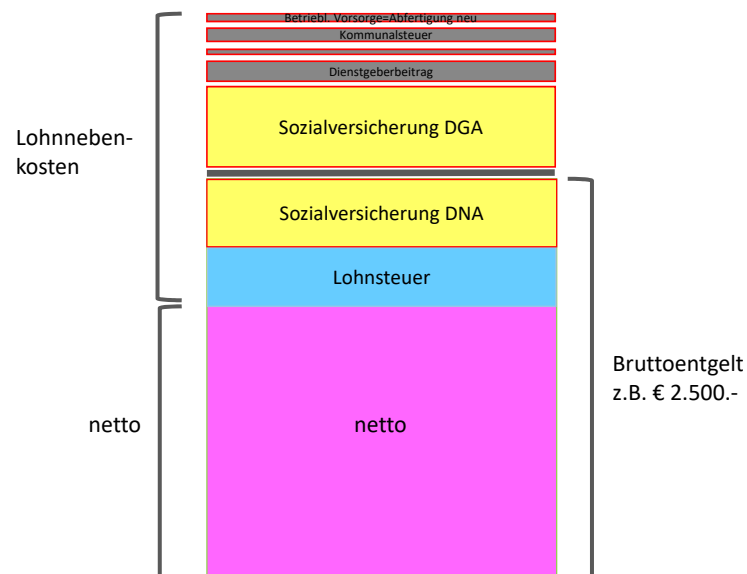 Betriebl. Vorsorge=Abfertigung neu
Kommunalsteuer
Dienstgeberbeitrag
Sozialversicherung DGA
Lohnneben-
kosten
Sozialversicherung DNA
Lohnsteuer
Bruttoentgelt
z.B. € 2.500.-
netto
netto